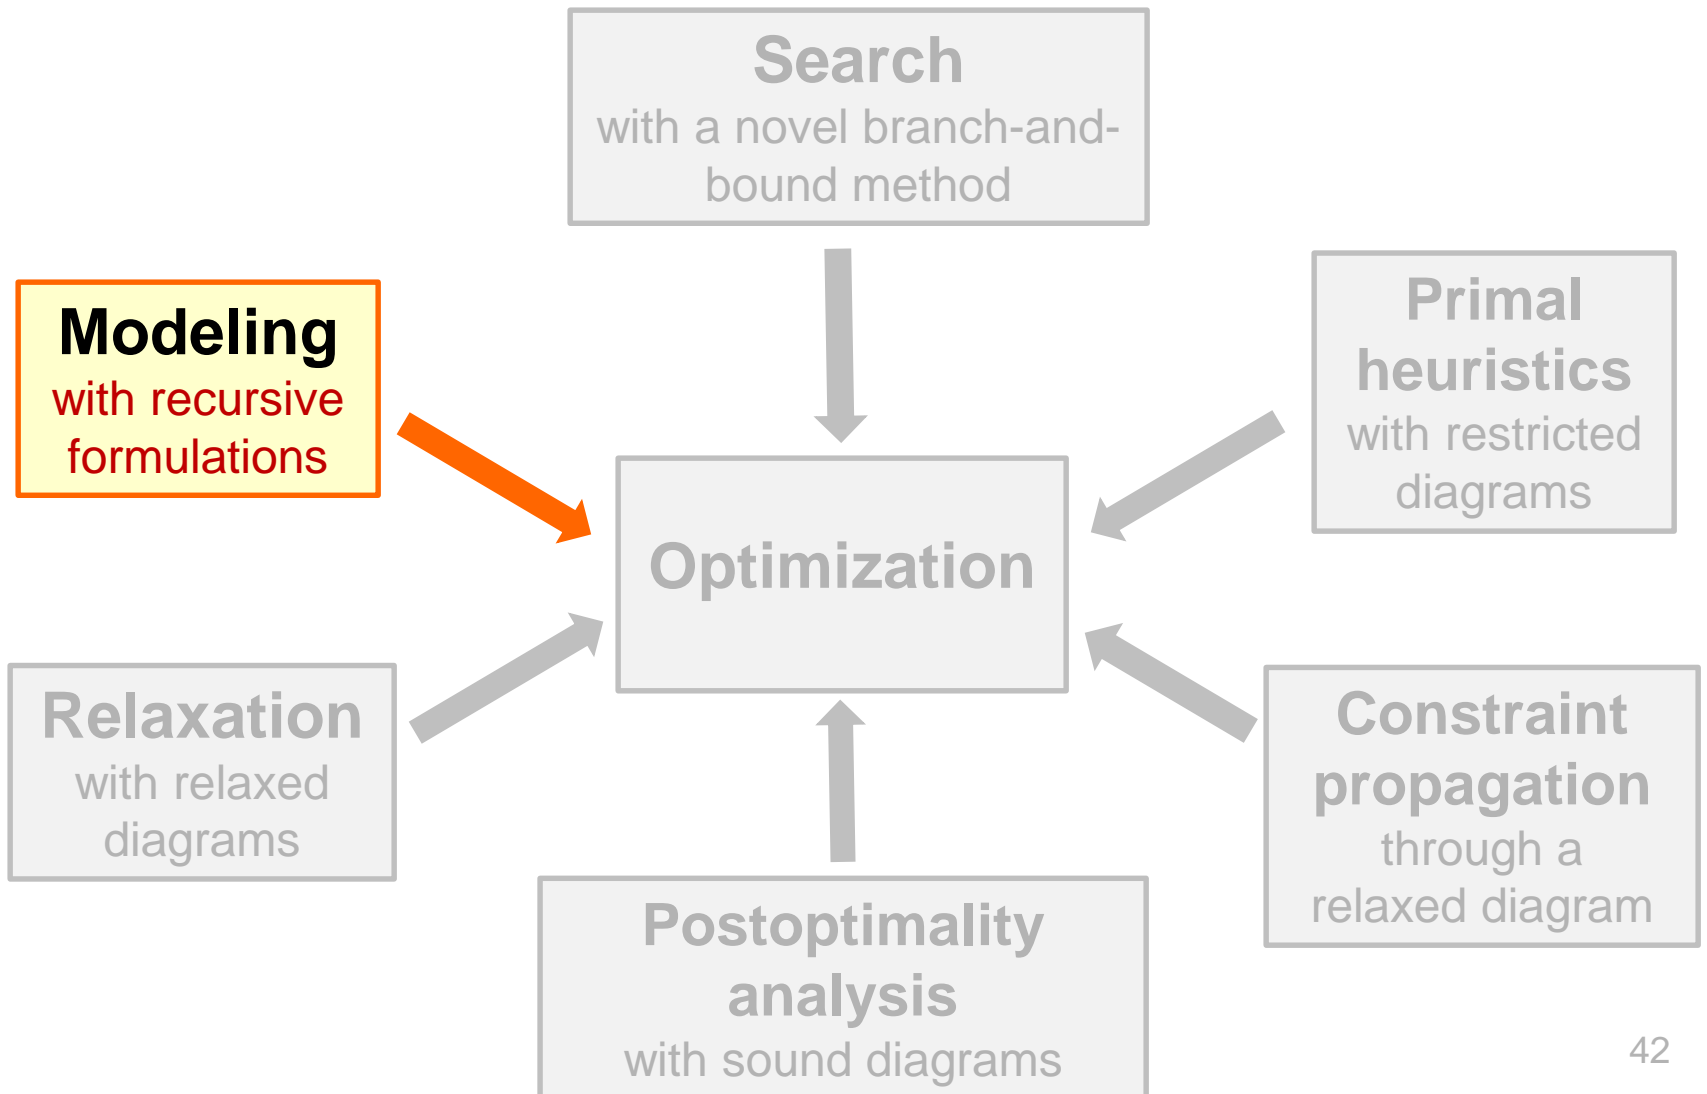 Search
with a novel branch-and-
bound method
Modeling
with recursive
formulations
Primal
heuristics
with restricted
diagrams
Optimization
Relaxation
with relaxed
diagrams
Constraint
propagation
through a
relaxed diagram
Postoptimality
analysis
with sound diagrams
42